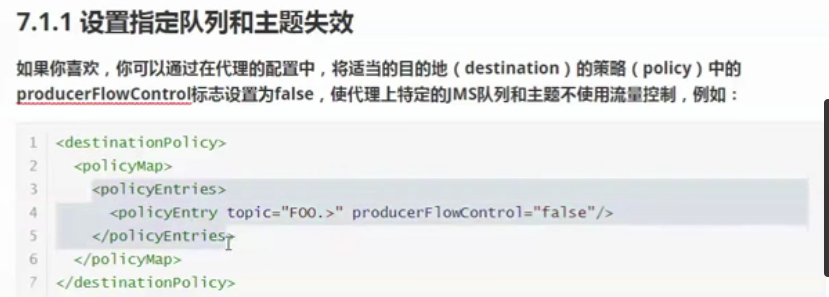 7.1.1 设置指定队列和主题失效
如果你喜欢，你可以通过在代理的配置中，将适当的目的地（destination）的策略（policy）中的
producerFlowControl标志设置为false，使代理上特定的JMS队列和主题不使用流量控制，例如：
1 <destinationPolicy>
2 <policyMap>
3 <policyEntries>
4 <policyEntry topic="FOO.>" producerFlowControl="false"/>
5 </policyEntries>
6 </policyMap>
7 </destinationPolicy>